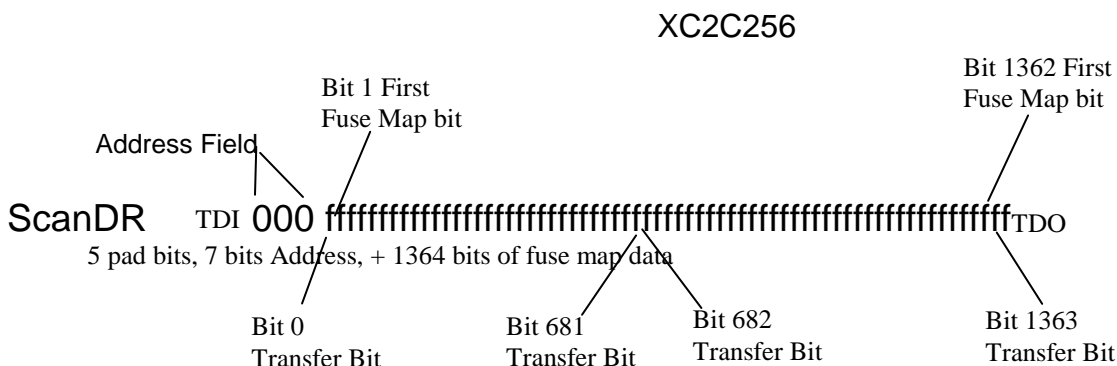 XC2C256
Bit 1 First
Fuse Map bit
Bit 1362 First
Fuse Map bit
Address Field
ScanDR TDI 000 ffffffffffffffffffffffffffffffffffffffffffffffffffffffffffffffff TDO
5 pad bits, 7 bits Address, + 1364 bits of fuse map data
Bit 0
Transfer Bit
Bit 681
Transfer Bit
Bit 682
Transfer Bit
Bit 1363
Transfer Bit